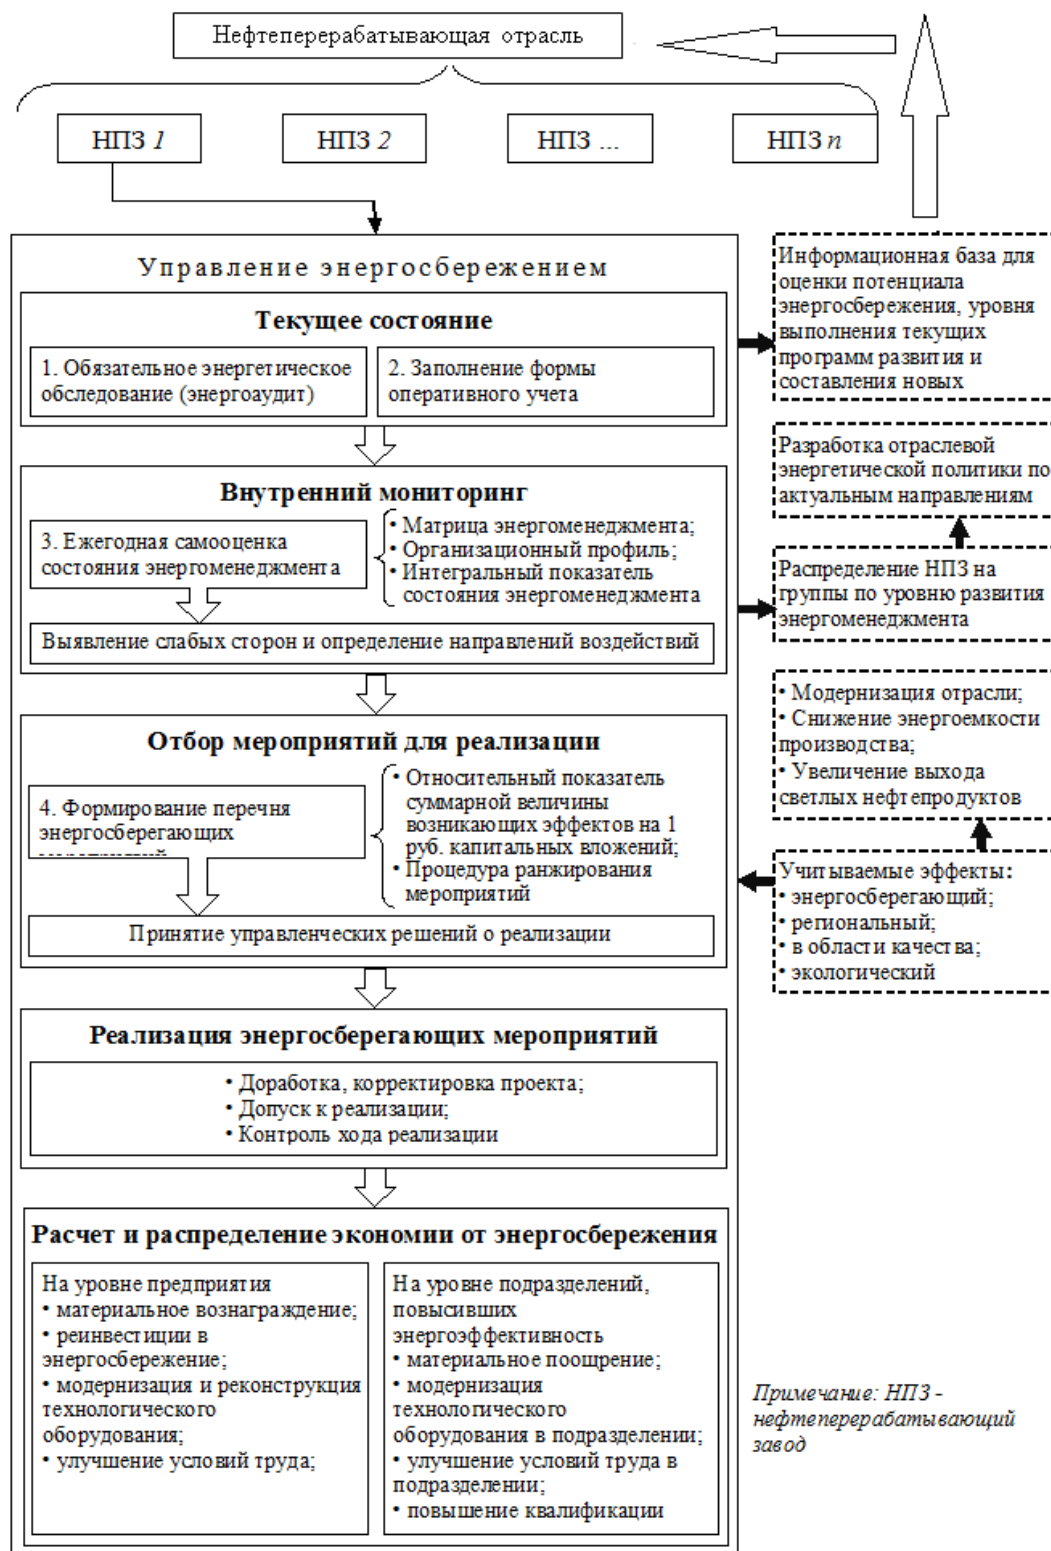 Нефтеперерабатывающая отрасль
НПЗ 1
НПЗ 2
НПЗ ...
НПЗ n
Управление энергосбережением
Текущее состояние
1. Обязательное энергетическое
обследование (энергоаудит)
2. Заполнение формы
оперативного учета
Внутренний мониторинг
3. Ежегодная самооценка
состояния энергоменеджмента
• Матрица энергоменеджмента;
• Организационный профиль;
• Интегральный показатель
состояния энергоменеджмента
Выявление слабых сторон и определение направлений воздействий
Отбор мероприятий для реализации
4. Формирование перечня
энергосберегающих
мероприятий
• Относительный показатель
суммарной величины
возникающих эффектов на 1
руб. капитальных вложений;
• Процедура ранжирования
мероприятий
Принятие управленческих решений о реализации
Реализация энергосберегающих мероприятий
• Доработка, корректировка проекта;
• Допуск к реализации;
• Контроль хода реализации
Расчет и распределение экономии от энергосбережения
На уровне предприятия
• материальное вознаграждение;
• реинвестиции в
энергосбережение;
• модернизация и реконструкция
технологического
оборудования;
• улучшение условий труда;
На уровне подразделений,
повысивших
энергоэффективность
• материальное поощрение;
• модернизация
технологического
оборудования в подразделении;
• улучшение условий труда в
подразделении;
• повышение квалификации
Информационная база для
оценки потенциала
энергосбережения, уровня
выполнения текущих
программ развития и
составления новых
Разработка отраслевой
энергетической политики по
актуальным направлениям
Распределение НПЗ на
группы по уровню развития
энергоменеджмента
• Модернизация отрасли;
• Снижение энергоемкости
производства;
• Увеличение выхода
светлых нефтепродуктов
Учитываемые эффекты:
• энергосберегающий;
• региональный;
• в области качества;
• экологический
Примечание: НПЗ -
нефтеперерабатывающий
завод